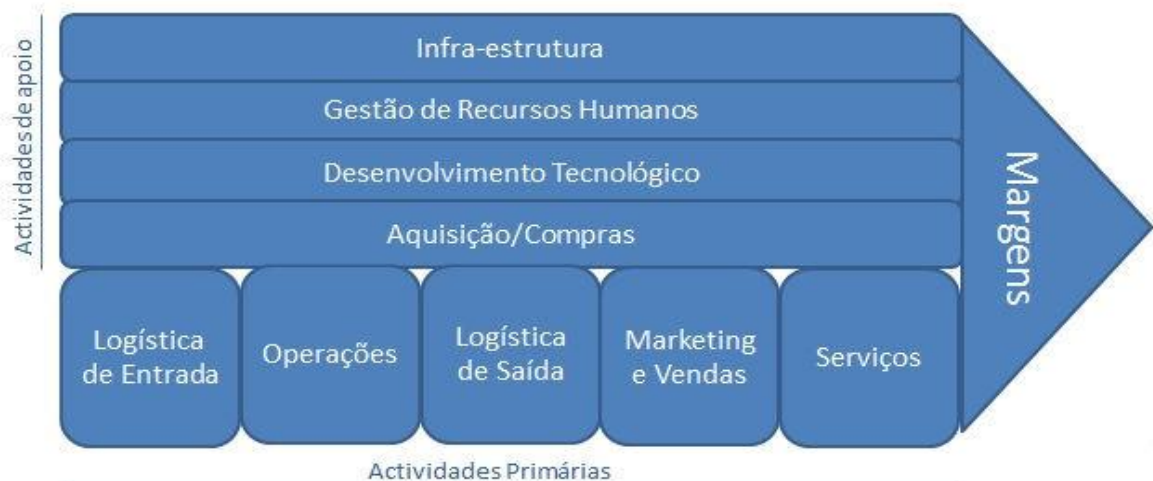 Actividades de apoio
Infra-estrutura
Gestão de Recursos Humanos
Desenvolvimento Tecnológico
Aquisição/Compras
Logística
de Entrada
Operações
Logística
de Saída
Marketing
e Vendas
Serviços
Margens
Actividades Primárias